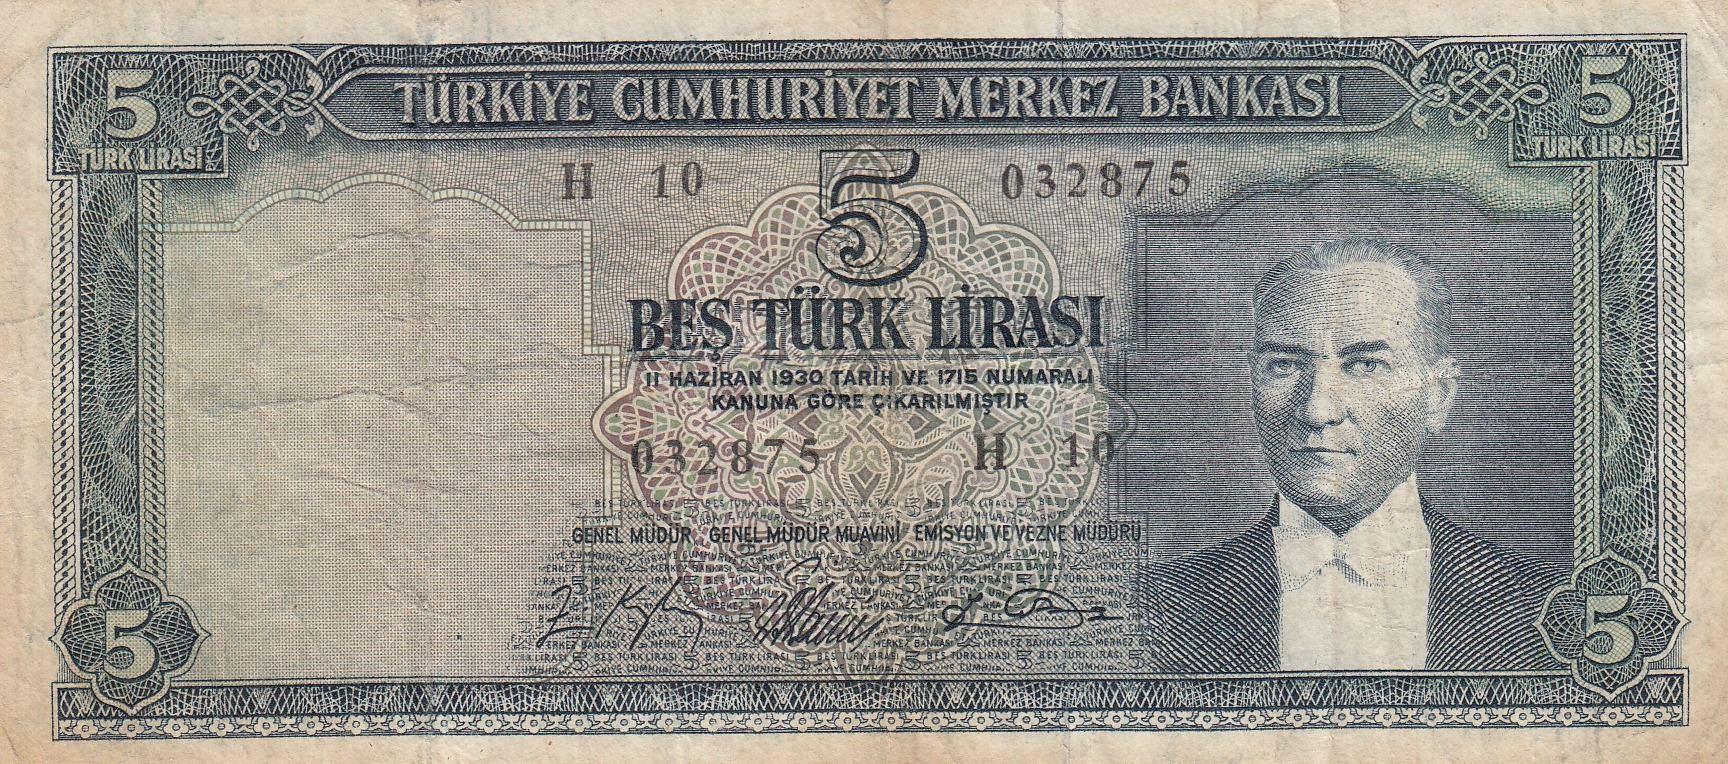 5 TÜRKİYE CUMHURİYET MERKEZ BANKASI 5
TÜRK LİRASI TÜRK LİRASI
H 10 032875
5
BEŞ TÜRK LİRASI
11 HAZİRAN 1930 TARİH VE 1715 NUMARALI
KANUNA GÖRE ÇIKARILMIŞTIR
032875 H 10
GENEL MÜDÜR GENEL MÜDÜR MUAVİNİ EMİSYON VE VEZNE MÜDÜRÜ
5 5